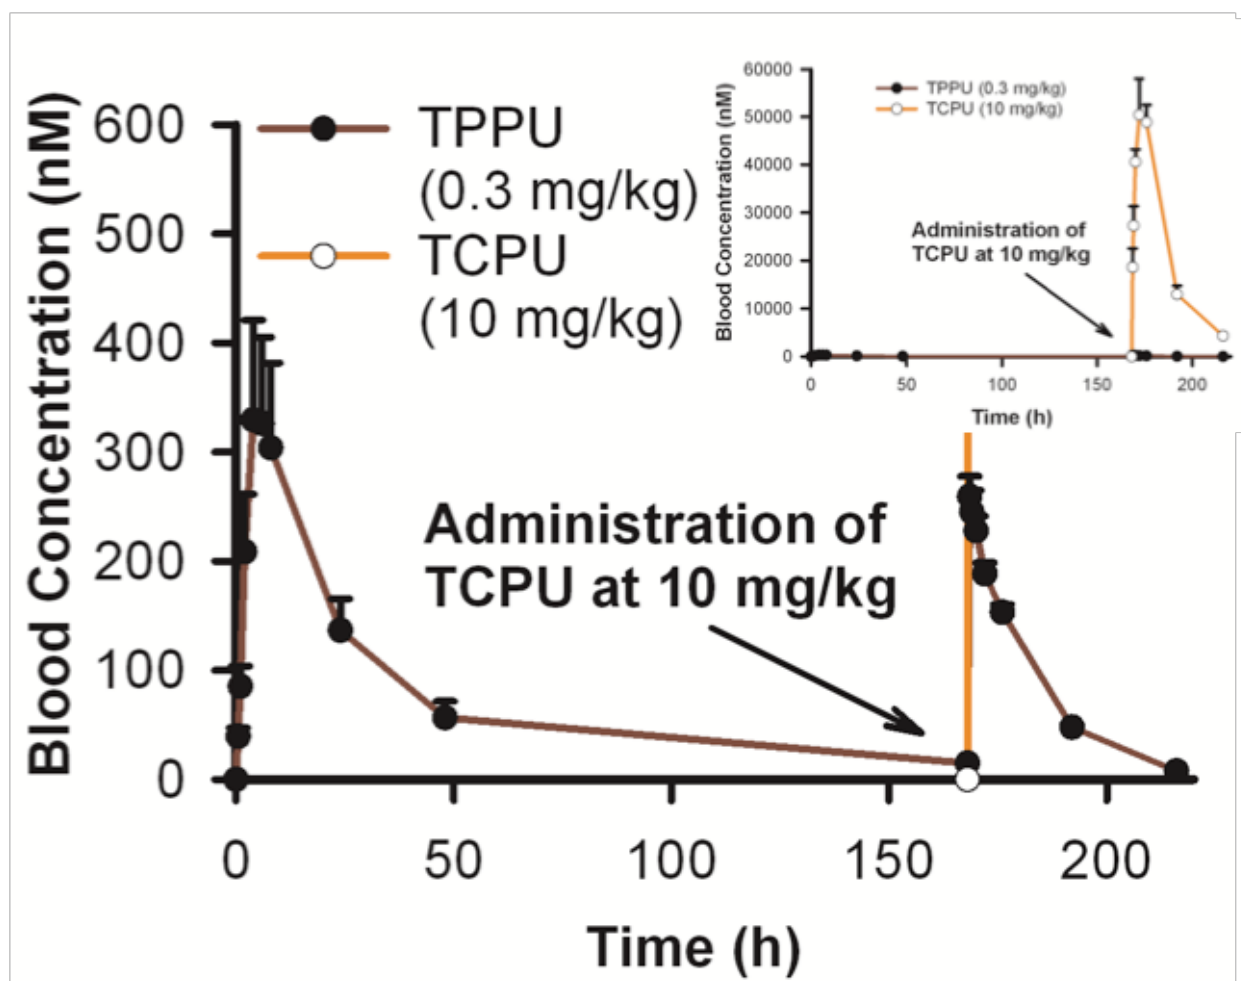 Blood Concentration (nM)
600
500
400
300
200
100
0
TPPU
(0.3 mg/kg)
TCPU
(10 mg/kg)
Administration of
TCPU at 10 mg/kg
0 50 100 150 200
Time (h)
Blood Concentration (nM)
60000
50000
40000
30000
20000
10000
0
TPPU (0.3 mg/kg)
TCPU (10 mg/kg)
Administration of
TCPU at 10 mg/kg
0 50 100 150 200
Time (h)